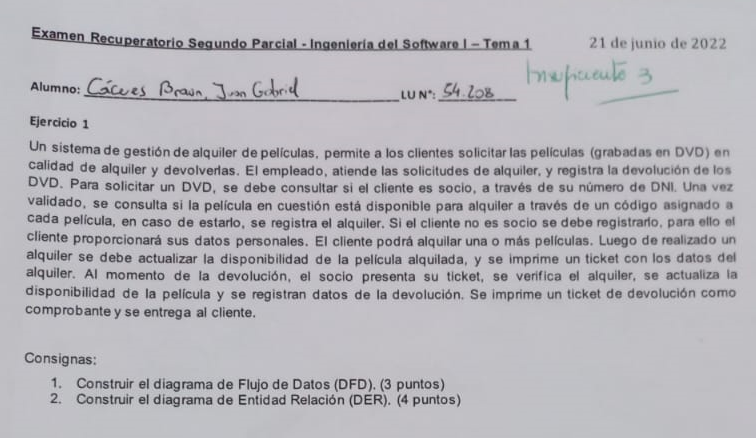 Examen Recuperatorio Segundo Parcial - Ingeniería del Software I – Tema 1 21 de junio de 2022
Insuficiente 3
Alumno: Cáceres Braun, Juan Gabriel LU N°: 54.208
Ejercicio 1
Un sistema de gestión de alquiler de películas, permite a los clientes solicitar las películas (grabadas en DVD) en
calidad de alquiler y devolverlas. El empleado, atiende las solicitudes de alquiler, y registra la devolución de los
DVD. Para solicitar un DVD, se debe consultar si el cliente es socio, a través de su número de DNI. Una vez
validado, se consulta si la película en cuestión está disponible para alquiler a través de un código asignado a
cada película, en caso de estarlo, se registra el alquiler. Si el cliente no es socio se debe registrarlo, para ello el
cliente proporcionará sus datos personales. El cliente podrá alquilar una o más películas. Luego de realizado un
alquiler se debe actualizar la disponibilidad de la película alquilada, y se imprime un ticket con los datos del
alquiler. Al momento de la devolución, el socio presenta su ticket, se verifica el alquiler, se actualiza la
disponibilidad de la película y se registran datos de la devolución. Se imprime un ticket de devolución como
comprobante y se entrega al cliente.
Consignas:
1. Construir el diagrama de Flujo de Datos (DFD). (3 puntos)
2. Construir el diagrama de Entidad Relación (DER). (4 puntos)